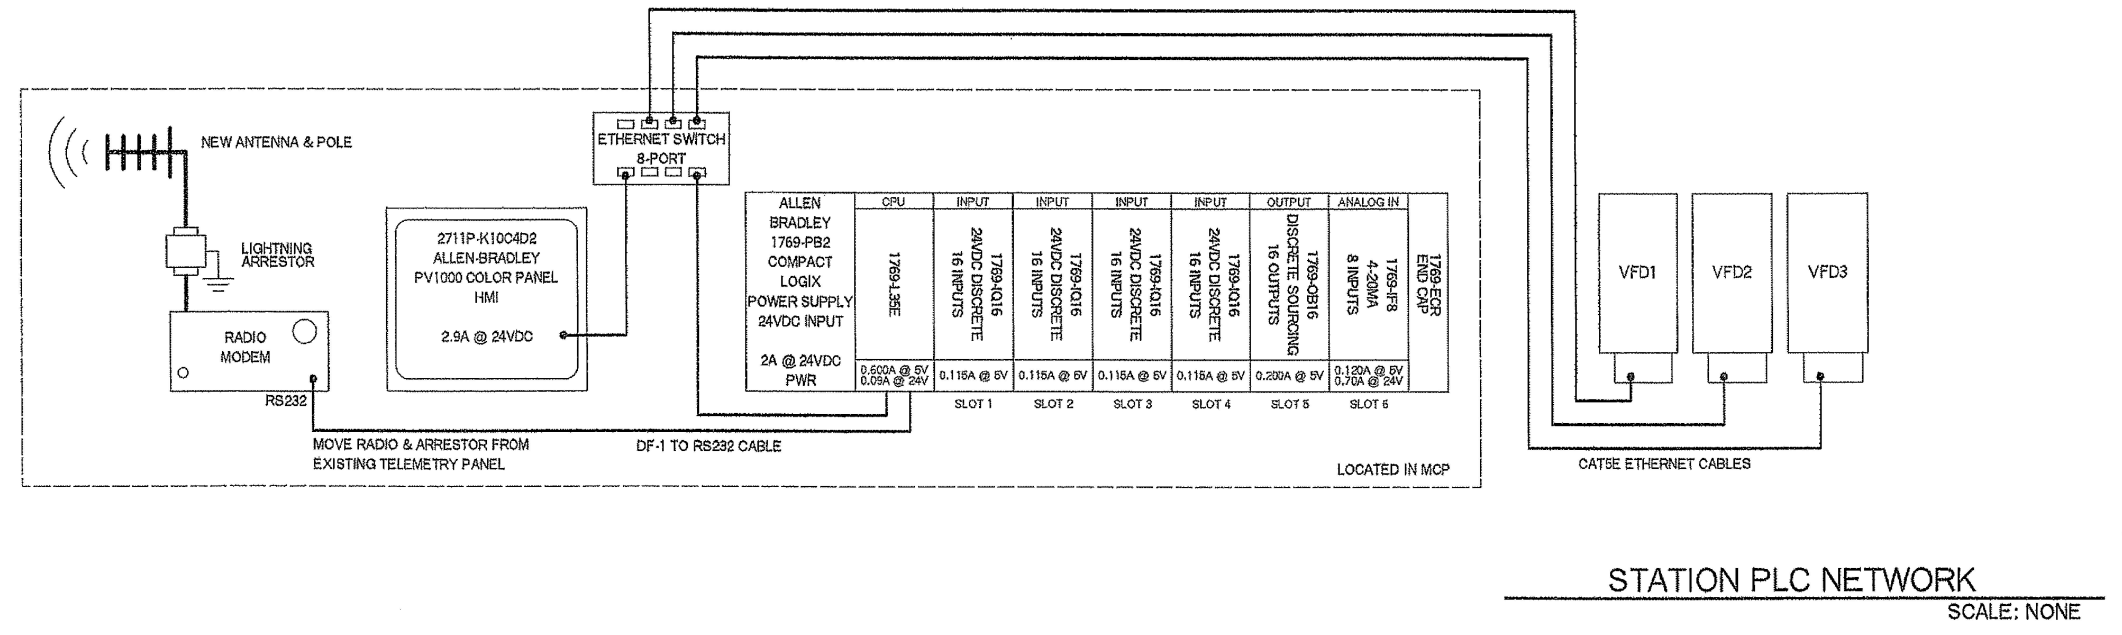 NEW ANTENNA & POLE
LIGHTNING
ARRESTOR
RADIO
MODEM
RS232
MOVE RADIO & ARRESTOR FROM
EXISTING TELEMETRY PANEL
2711P-K10C4D2
ALLEN-BRADLEY
PV1000 COLOR PANEL
HMI
2.9A @ 24VDC
ETHERNET SWITCH
8-PORT
DF-1 TO RS232 CABLE
ALLEN
BRADLEY
1769-PB2
COMPACT
LOGIX
POWER SUPPLY
24VDC INPUT
2A @ 24VDC
PWR
CPU
1769-L35E
0.600A @ 5V
0.09A @ 24V
INPUT
1769-IQ16
24VDC DISCRETE
16 INPUTS
0.115A @ 5V
SLOT 1
INPUT
1769-IQ16
24VDC DISCRETE
16 INPUTS
0.115A @ 5V
SLOT 2
INPUT
1769-IQ16
24VDC DISCRETE
16 INPUTS
0.115A @ 5V
SLOT 3
INPUT
1769-IQ16
24VDC DISCRETE
16 INPUTS
0.115A @ 5V
SLOT 4
OUTPUT
1769-OB16
DISCRETE SOURCING
16 OUTPUTS
0.200A @ 5V
SLOT 5
ANALOG IN
1769-IF8
4-20MA
8 INPUTS
0.120A @ 5V
0.70A @ 24V
SLOT 6
1769-ECR
END CAP
LOCATED IN MCP
VFD1
VFD2
VFD3
CAT5E ETHERNET CABLES
STATION PLC NETWORK
SCALE: NONE